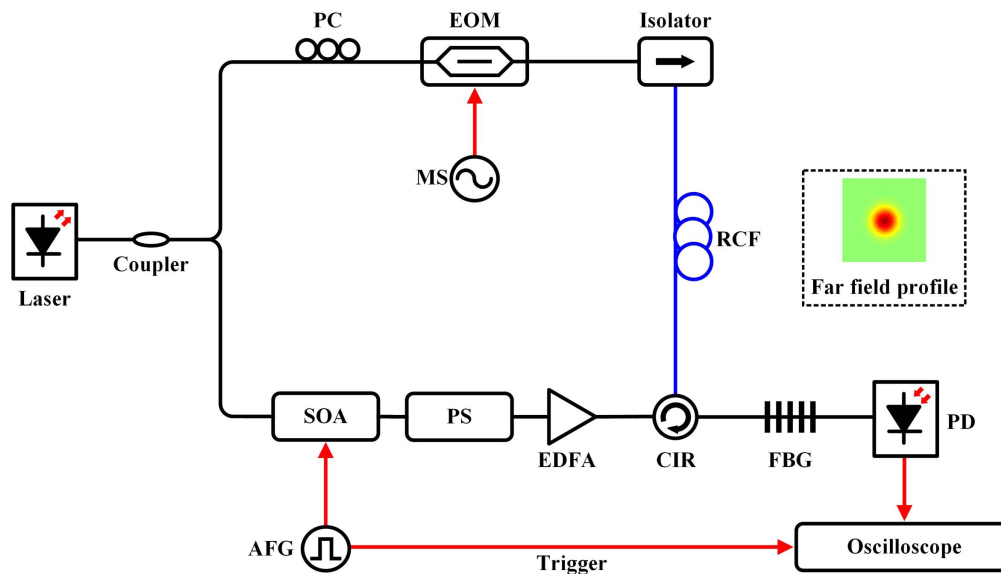 PC
EOM
Isolator
MS
RCF
Coupler
Laser
Far field profile
SOA
PS
EDFA
CIR
FBG
PD
AFG
Trigger
Oscilloscope